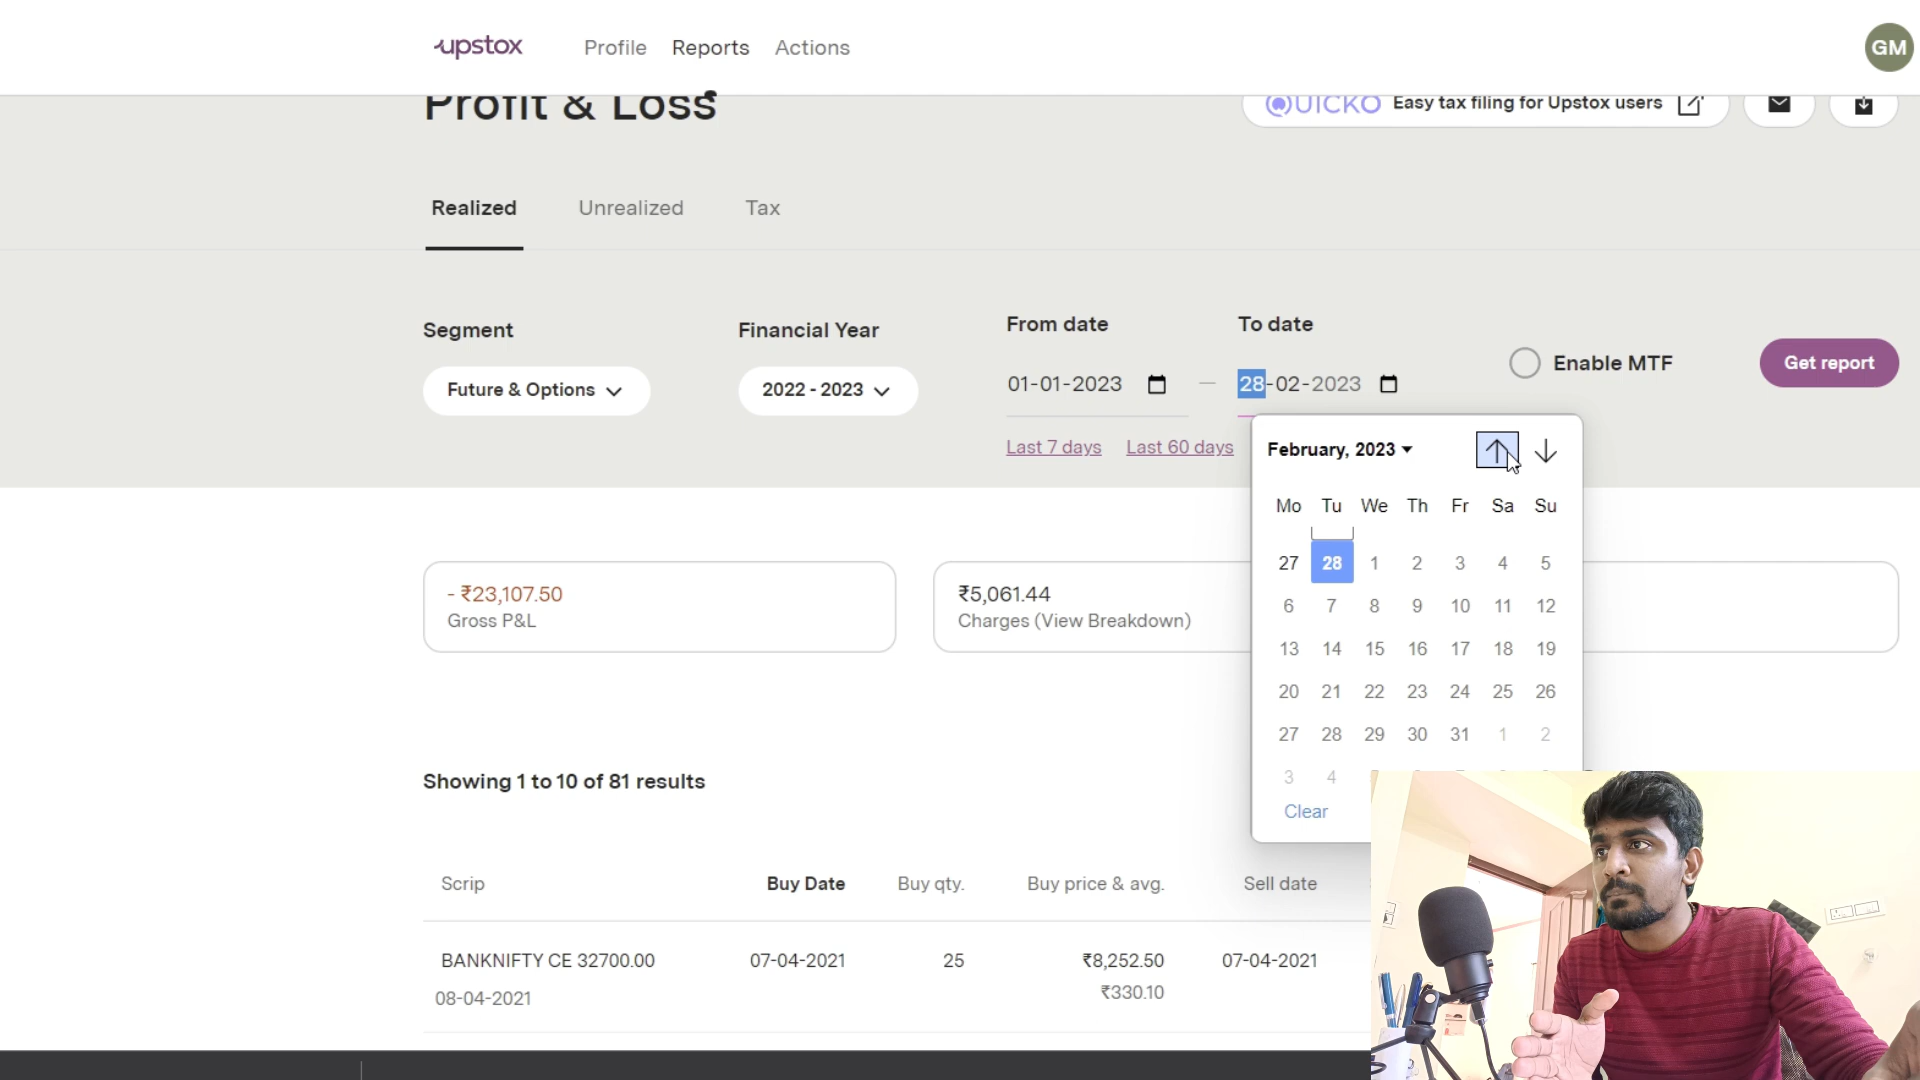 upstox
Profile
Reports
Actions
GM
Profit & Loss
QUICKO Easy tax filing for Upstox users
Realized
Unrealized
Tax
Segment
Future & Options
Financial Year
2022 - 2023
From date
01-01-2023
—
To date
28-02-2023
Last 7 days
Last 60 days
Enable MTF
Get report
February, 2023
Mo Tu We Th Fr Sa Su
27 28 1 2 3 4 5
6 7 8 9 10 11 12
13 14 15 16 17 18 19
20 21 22 23 24 25 26
27 28 29 30 31 1 2
3 4
Clear
- ₹23,107.50
Gross P&L
₹5,061.44
Charges (View Breakdown)
Showing 1 to 10 of 81 results
Scrip Buy Date Buy qty. Buy price & avg. Sell date
BANKNIFTY CE 32700.00 07-04-2021 25 ₹8,252.50 07-04-2021
08-04-2021 ₹330.10